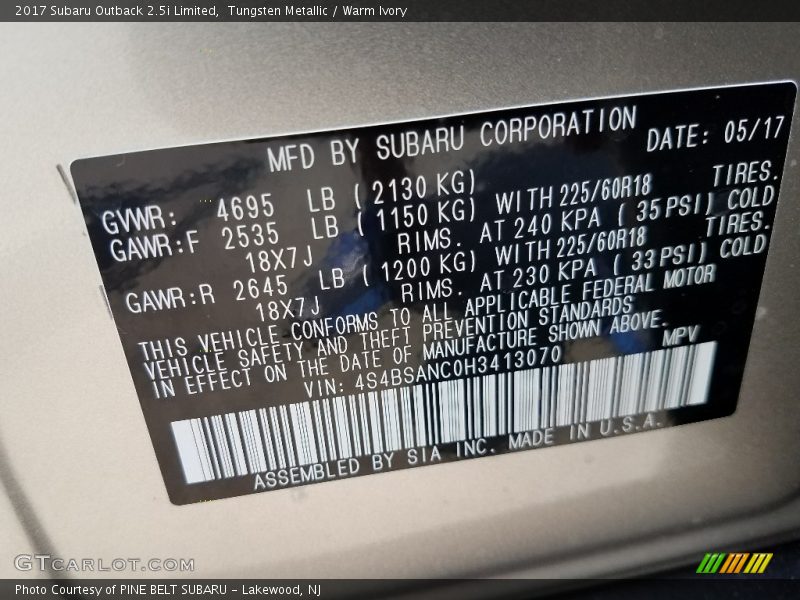 2017 Subaru Outback 2.5i Limited,  Tungsten Metallic / Warm Ivory
MFD BY SUBARU CORPORATION DATE: 05/17
GVWR: 4695 LB ( 2130 KG)
GAWR:F 2535 LB ( 1150 KG) WITH 225/60R18 TIRES.
18X7J RIMS. AT 240 KPA ( 35 PSI) COLD
GAWR:R 2645 LB ( 1200 KG) WITH 225/60R18 TIRES.
18X7J RIMS. AT 230 KPA ( 33 PSI) COLD
THIS VEHICLE CONFORMS TO ALL APPLICABLE FEDERAL MOTOR
VEHICLE SAFETY AND THEFT PREVENTION STANDARDS
IN EFFECT ON THE DATE OF MANUFACTURE SHOWN ABOVE.
VIN: 4S4BSANC0H3413070 MPV
ASSEMBLED BY SIA INC. MADE IN U.S.A.
GTCARLOT.COM
Photo Courtesy of PINE BELT SUBARU - Lakewood, NJ